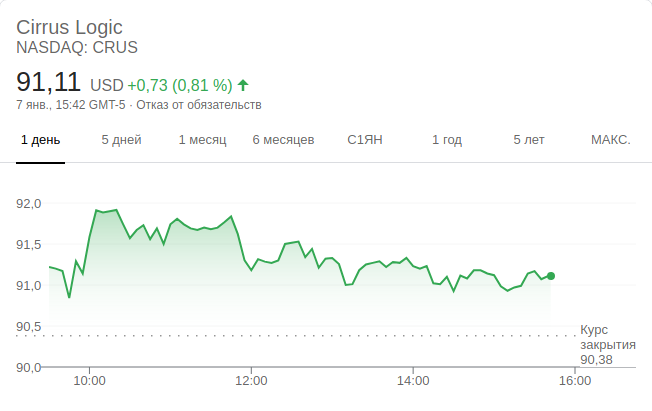 Cirrus Logic
NASDAQ: CRUS
91,11 USD +0,73 (0,81 %)
7 янв., 15:42 GMT-5 · Отказ от обязательств
1 день 5 дней 1 месяц 6 месяцев С1ЯН 1 год 5 лет МАКС.
92,0
91,5
91,0
90,5
Курс
закрытия
90,38
90,0
10:00 12:00 14:00 16:00